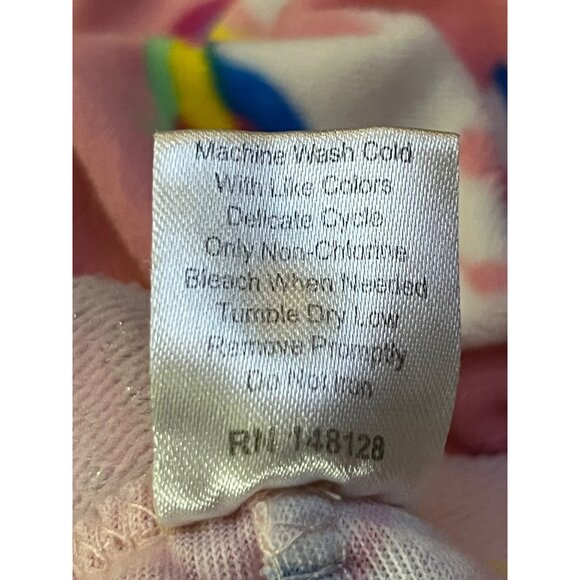 Machine Wash Cold
With Like Colors
Delicate Cycle
Only Non-Chlorine
Bleach When Needed
Tumble Dry Low
Remove Promptly
Do Not Iron
RN 148128